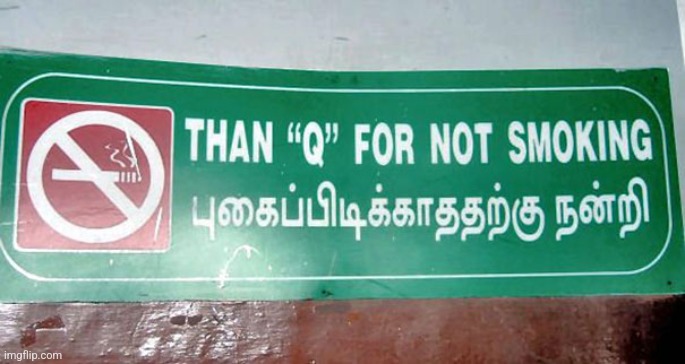 THAN “Q” FOR NOT SMOKING
புகைப்பிடிக்காததற்கு நன்றி
imgflip.com